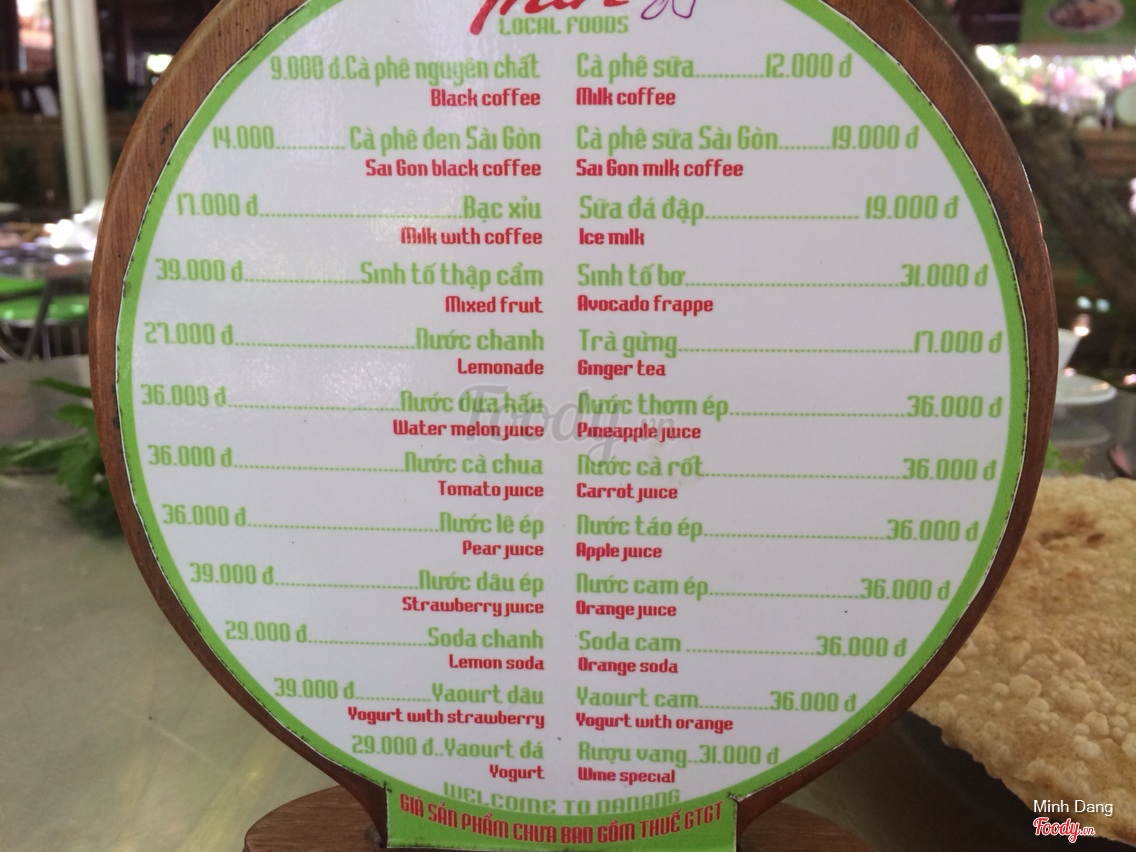 LOCAL FOODS
9.000 đ.Cà phê nguyên chất
Black coffee
14.000............Cà phê đen Sài Gòn
Sai Gon black coffee
17.000 đ..............................Bạc xỉu
Milk with coffee
39.000 đ.................Sinh tố thập cẩm
Mixed fruit
27.000 đ..........................Nước chanh
Lemonade
36.000 đ.........................Nước dưa hấu
Water melon juice
36.000 đ.........................Nước cà chua
Tomato juice
36.000 đ............................Nước lê ép
Pear juice
39.000 đ.....................Nước dâu ép
Strawberry juice
29.000 đ.................Soda chanh
Lemon soda
39.000 đ...........Yaourt dâu
Yogurt with strawberry
29.000 đ..Yaourt đá
Yogurt
Cà phê sữa...........12.000 đ
Milk coffee
Cà phê sữa Sài Gòn.........19.000 đ
Sai Gon milk coffee
Sữa đá đập......................19.000 đ
Ice milk
Sinh tố bơ...............................31.000 đ
Avocado frappe
Trà gừng..................................17.000 đ
Ginger tea
Nước thơm ép.........................36.000 đ
Pineapple juice
Nước cà rốt............................36.000 đ
Carrot juice
Nước táo ép..........................36.000 đ
Apple juice
Nước cam ép......................36.000 đ
Orange juice
Soda cam ..................36.000 đ
Orange soda
Yaourt cam..........36.000 đ
Yogurt with orange
Rượu vang..31.000 đ
Wine special
WELCOME TO DANANG
GIÁ SẢN PHẨM CHƯA BAO GỒM THUẾ GTGT
Foody.vn
Minh Dang
Foody.vn